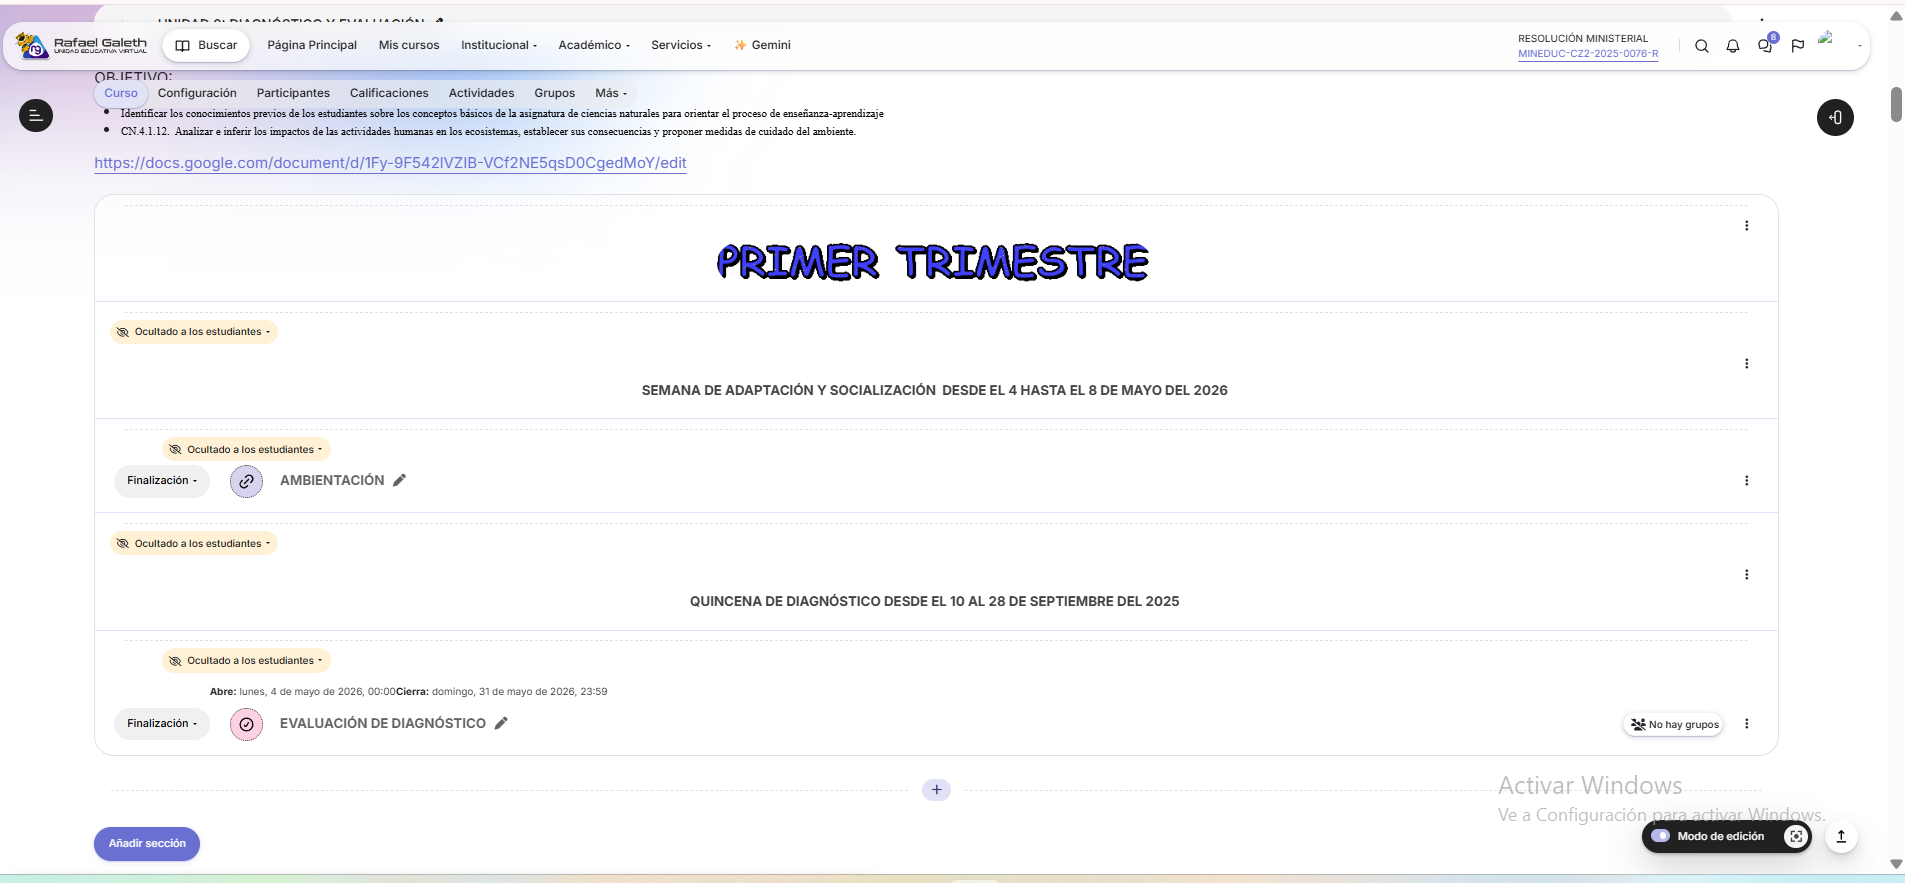 UNIDAD 0: DIAGNÓSTICO Y EVALUACIÓN
Rafael Galeth
UNIDAD EDUCATIVA VIRTUAL
Buscar
Página Principal
Mis cursos
Institucional
Académico
Servicios
Gemini
RESOLUCIÓN MINISTERIAL
MINEDUC-CZ2-2025-0076-R
8
OBJETIVO:
Curso
Configuración
Participantes
Calificaciones
Actividades
Grupos
Más
Identificar los conocimientos previos de los estudiantes sobre los conceptos básicos de la asignatura de ciencias naturales para orientar el proceso de enseñanza-aprendizaje
CN.4.1.12. Analizar e inferir los impactos de las actividades humanas en los ecosistemas, establecer sus consecuencias y proponer medidas de cuidado del ambiente.
https://docs.google.com/document/d/1Fy-9F542lVZIB-VCf2NE5qsD0CgedMoY/edit
PRIMER TRIMESTRE
Ocultado a los estudiantes
SEMANA DE ADAPTACIÓN Y SOCIALIZACIÓN DESDE EL 4 HASTA EL 8 DE MAYO DEL 2026
Ocultado a los estudiantes
Finalización
AMBIENTACIÓN
Ocultado a los estudiantes
QUINCENA DE DIAGNÓSTICO DESDE EL 10 AL 28 DE SEPTIEMBRE DEL 2025
Ocultado a los estudiantes
Abre: lunes, 4 de mayo de 2026, 00:00Cierra: domingo, 31 de mayo de 2026, 23:59
Finalización
EVALUACIÓN DE DIAGNÓSTICO
No hay grupos
Activar Windows
Ve a Configuración para activar Windows.
Añadir sección
Modo de edición